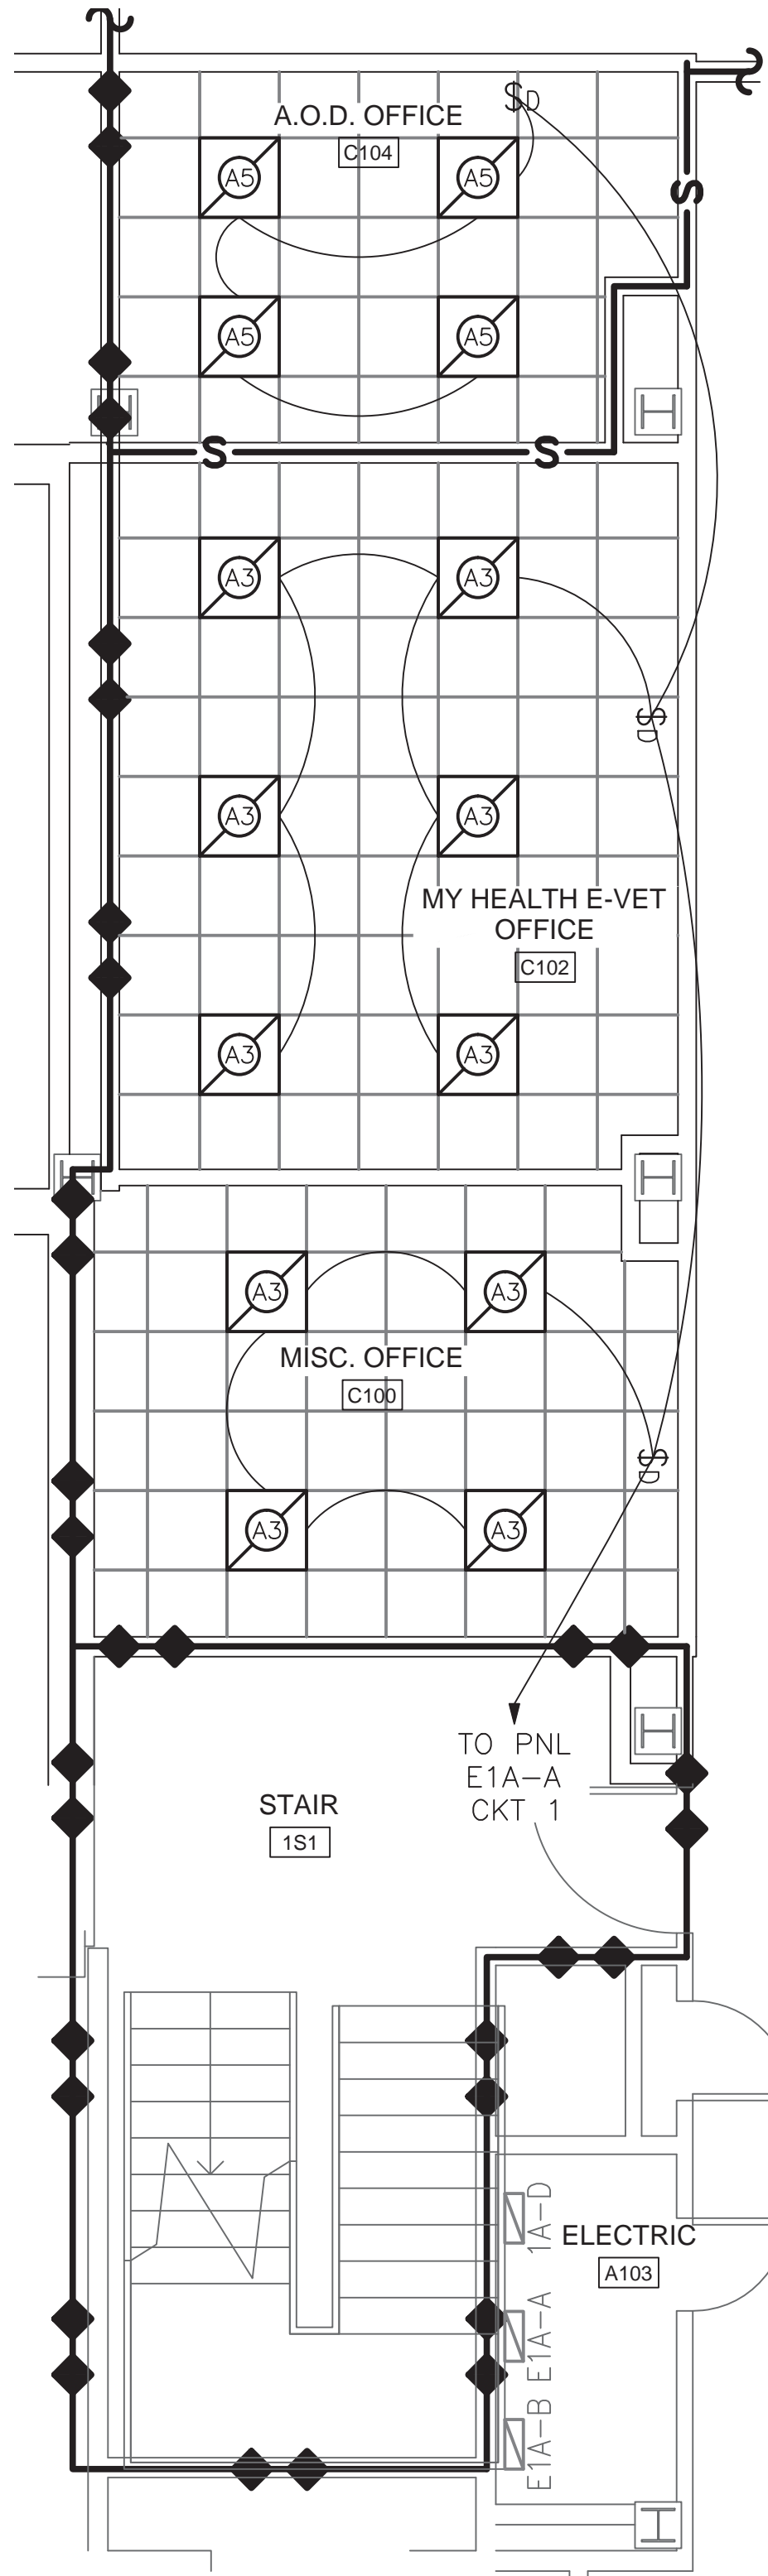 $D
A.O.D. OFFICE
C104
A5 A5
S
A5 A5
S S
A3 A3
$D
A3 A3
MY HEALTH E-VET
OFFICE
C102
A3 A3
A3 A3
MISC. OFFICE
C100
$D
A3 A3
TO PNL
E1A-A
CKT 1
STAIR
1S1
1A-D
ELECTRIC
A103
E1A-A
E1A-B